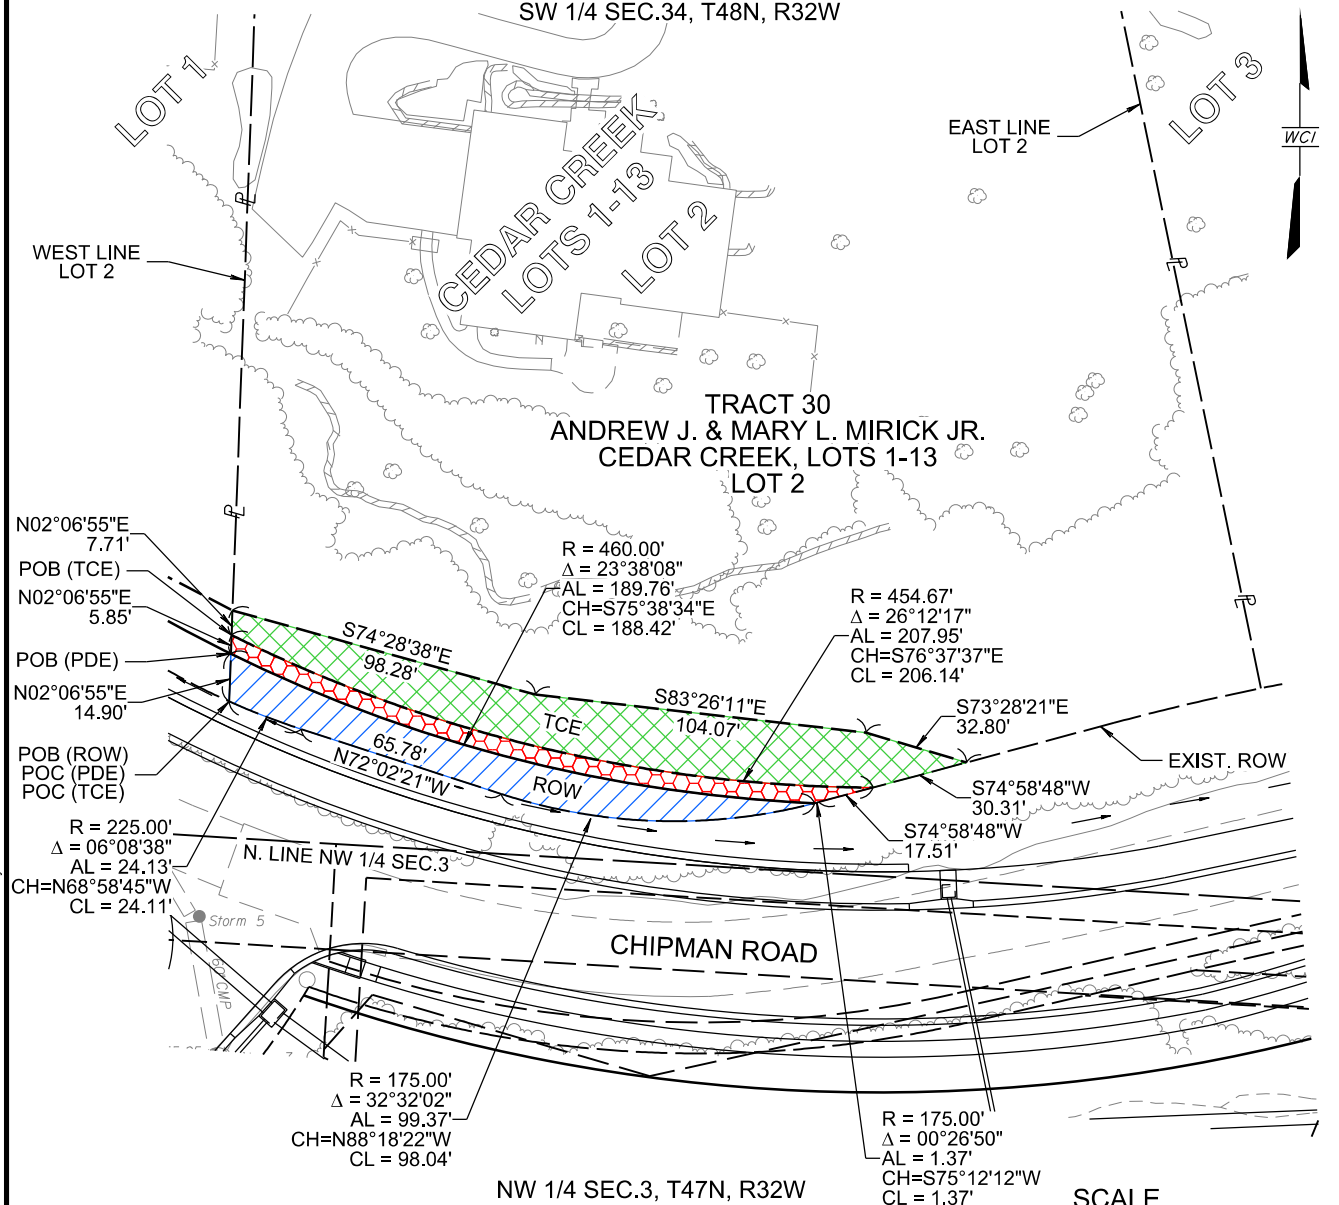 SW 1/4 SEC.34, T48N, R32W
LOT 1
LOT 3
EAST LINE
LOT 2
WCI
CEDAR CREEK
LOTS 1-13
LOT 2
WEST LINE
LOT 2
TRACT 30
ANDREW J. & MARY L. MIRICK JR.
CEDAR CREEK, LOTS 1-13
LOT 2
N02°06'55"E
7.71'
POB (TCE)
N02°06'55"E
5.85'
POB (PDE)
N02°06'55"E
14.90'
POB (ROW)
POC (PDE)
POC (TCE)
R = 460.00'
Δ = 23°38'08"
AL = 189.76'
CH=S75°38'34"E
CL = 188.42'
R = 454.67'
Δ = 26°12'17"
AL = 207.95'
CH=S76°37'37"E
CL = 206.14'
S74°28'38"E
98.28'
S83°26'11"E
104.07'
TCE
S73°28'21"E
32.80'
EXIST. ROW
65.78'
N72°02'21"W
ROW
S74°58'48"W
30.31'
S74°58'48"W
17.51'
R = 225.00'
Δ = 06°08'38"
AL = 24.13'
CH=N68°58'45"W
CL = 24.11'
N. LINE NW 1/4 SEC.3
Storm 5
60"CMP
CHIPMAN ROAD
R = 175.00'
Δ = 32°32'02"
AL = 99.37'
CH=N88°18'22"W
CL = 98.04'
R = 175.00'
Δ = 00°26'50"
AL = 1.37'
CH=S75°12'12"W
CL = 1.37'
NW 1/4 SEC.3, T47N, R32W
SCALE